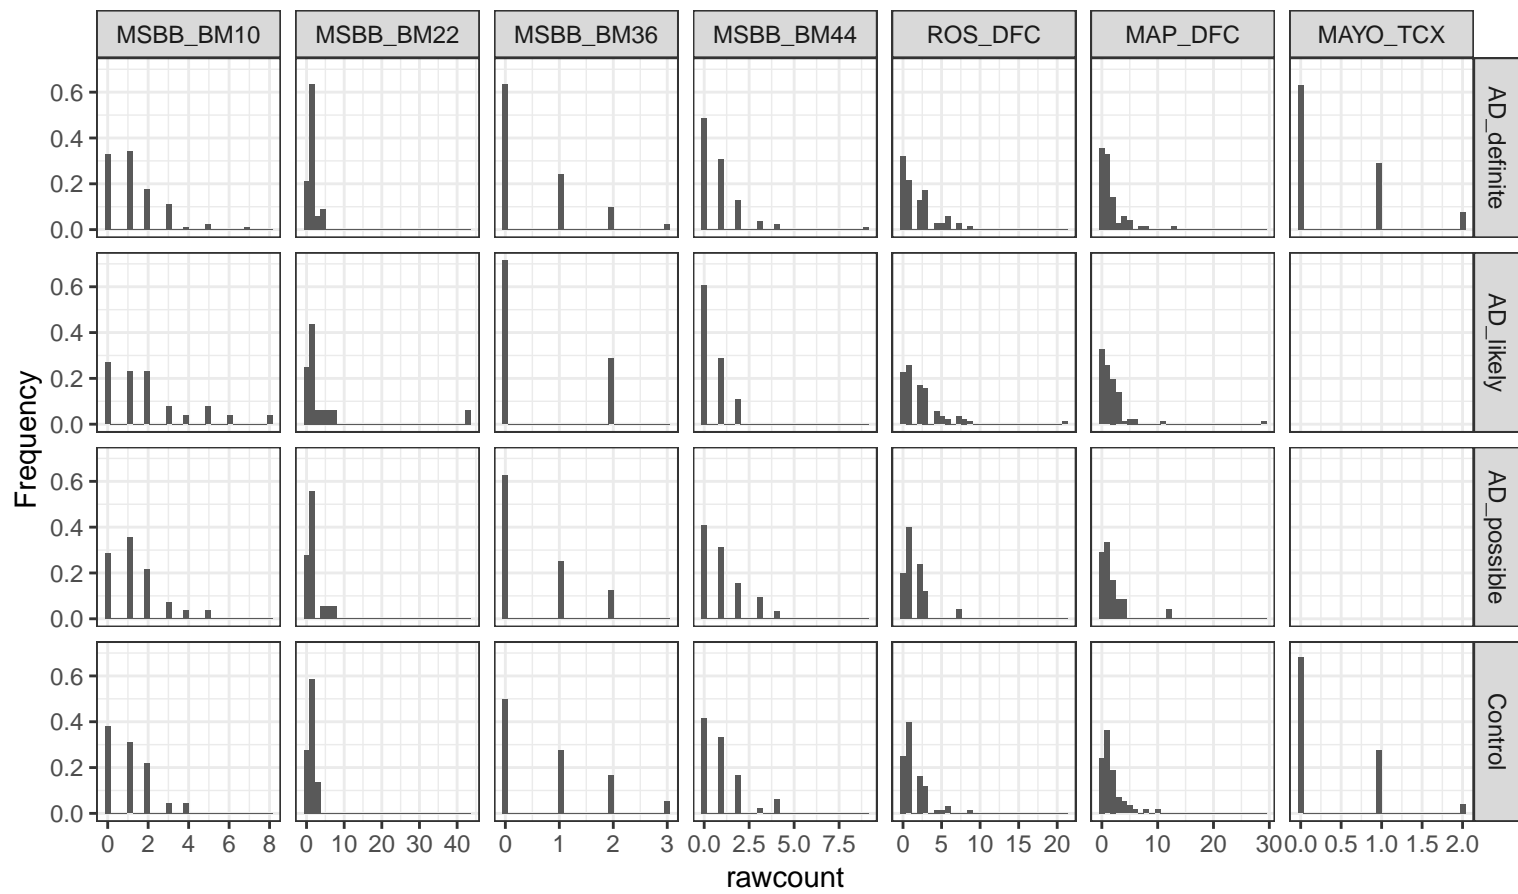 MSBB_BM10 MSBB_BM22 MSBB_BM36 MSBB_BM44 ROS_DFC MAP_DFC MAYO_TCX
0.6
0.4
0.2
0.0
AD_definite
0.6
0.4
0.2
0.0
AD_likely
Frequency
0.6
0.4
0.2
0.0
AD_possible
0.6
0.4
0.2
0.0
Control
0 2 4 6 8 0 10 20 30 40 0 1 2 3 0.0 2.5 5.0 7.5 0 5 10 15 20 0 10 20 30 0.0 0.5 1.0 1.5 2.0
rawcount